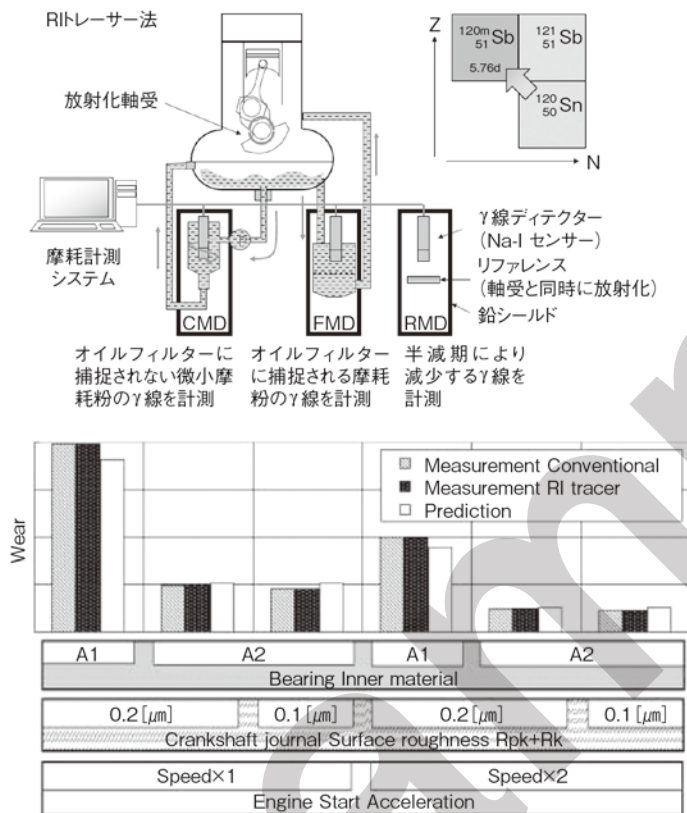 RIトレーサー法
放射化軸受
摩耗計測
システム
CMD
FMD
RMD
Z
N
120m
51
Sb
5.76d
121
51
Sb
120
50
Sn
γ線ディテクター
(Na-I センサー)
リファレンス
(軸受と同時に放射化)
鉛シールド
オイルフィルターに
捕捉されない微小摩
耗粉のγ線を計測
オイルフィルター
に捕捉される摩耗
粉のγ線を計測
半減期により
減少するγ線を
計測
Wear
Measurement Conventional
Measurement RI tracer
Prediction
A1
A2
A1
A2
Bearing Inner material
0.2[μm]
0.1[μm]
0.2[μm]
0.1[μm]
Crankshaft journal Surface roughness Rpk+Rk
Speed×1
Speed×2
Engine Start Acceleration